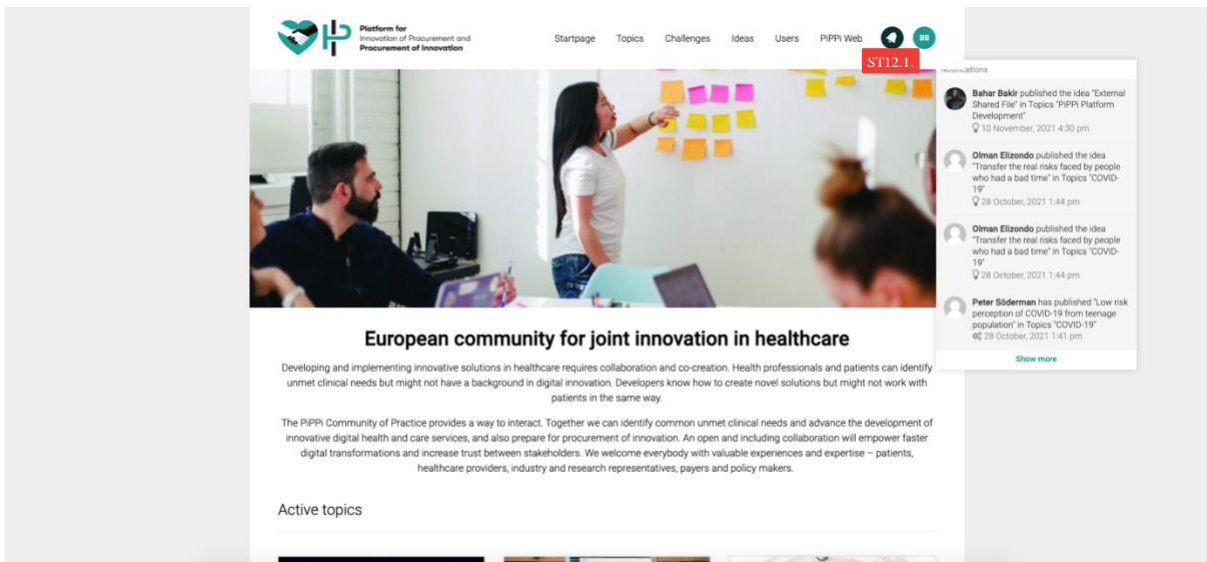 Platform for
Innovation of Procurement and
Procurement of Innovation
Startpage Topics Challenges Ideas Users PiPPi Web BB
ST12.1.
Notifications
Bahar Bakir published the idea "External
Shared File" in Topics "PiPPi Platform
Development"
10 November, 2021 4:30 pm
Olman Elizondo published the idea
"Transfer the real risks faced by people
who had a bad time" in Topics "COVID-
19"
28 October, 2021 1:44 pm
Olman Elizondo published the idea
"Transfer the real risks faced by people
who had a bad time" in Topics "COVID-
19"
28 October, 2021 1:44 pm
Peter Söderman has published "Low risk
perception of COVID-19 from teenage
population" in Topics "COVID-19"
28 October, 2021 1:41 pm
Show more
European community for joint innovation in healthcare
Developing and implementing innovative solutions in healthcare requires collaboration and co-creation. Health professionals and patients can identify
unmet clinical needs but might not have a background in digital innovation. Developers know how to create novel solutions but might not work with
patients in the same way.
The PiPPi Community of Practice provides a way to interact. Together we can identify common unmet clinical needs and advance the development of
innovative digital health and care services, and also prepare for procurement of innovation. An open and including collaboration will empower faster
digital transformations and increase trust between stakeholders. We welcome everybody with valuable experiences and expertise – patients,
healthcare providers, industry and research representatives, payers and policy makers.
Active topics